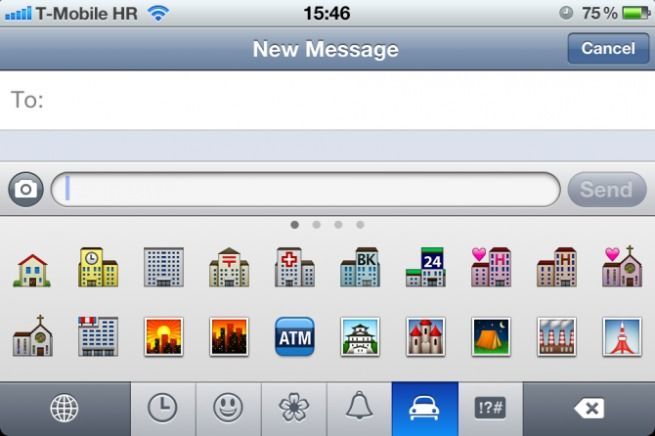 T-Mobile HR 15:46 75%
New Message Cancel
To:
Send
BK 24 H H
ATM
!?#